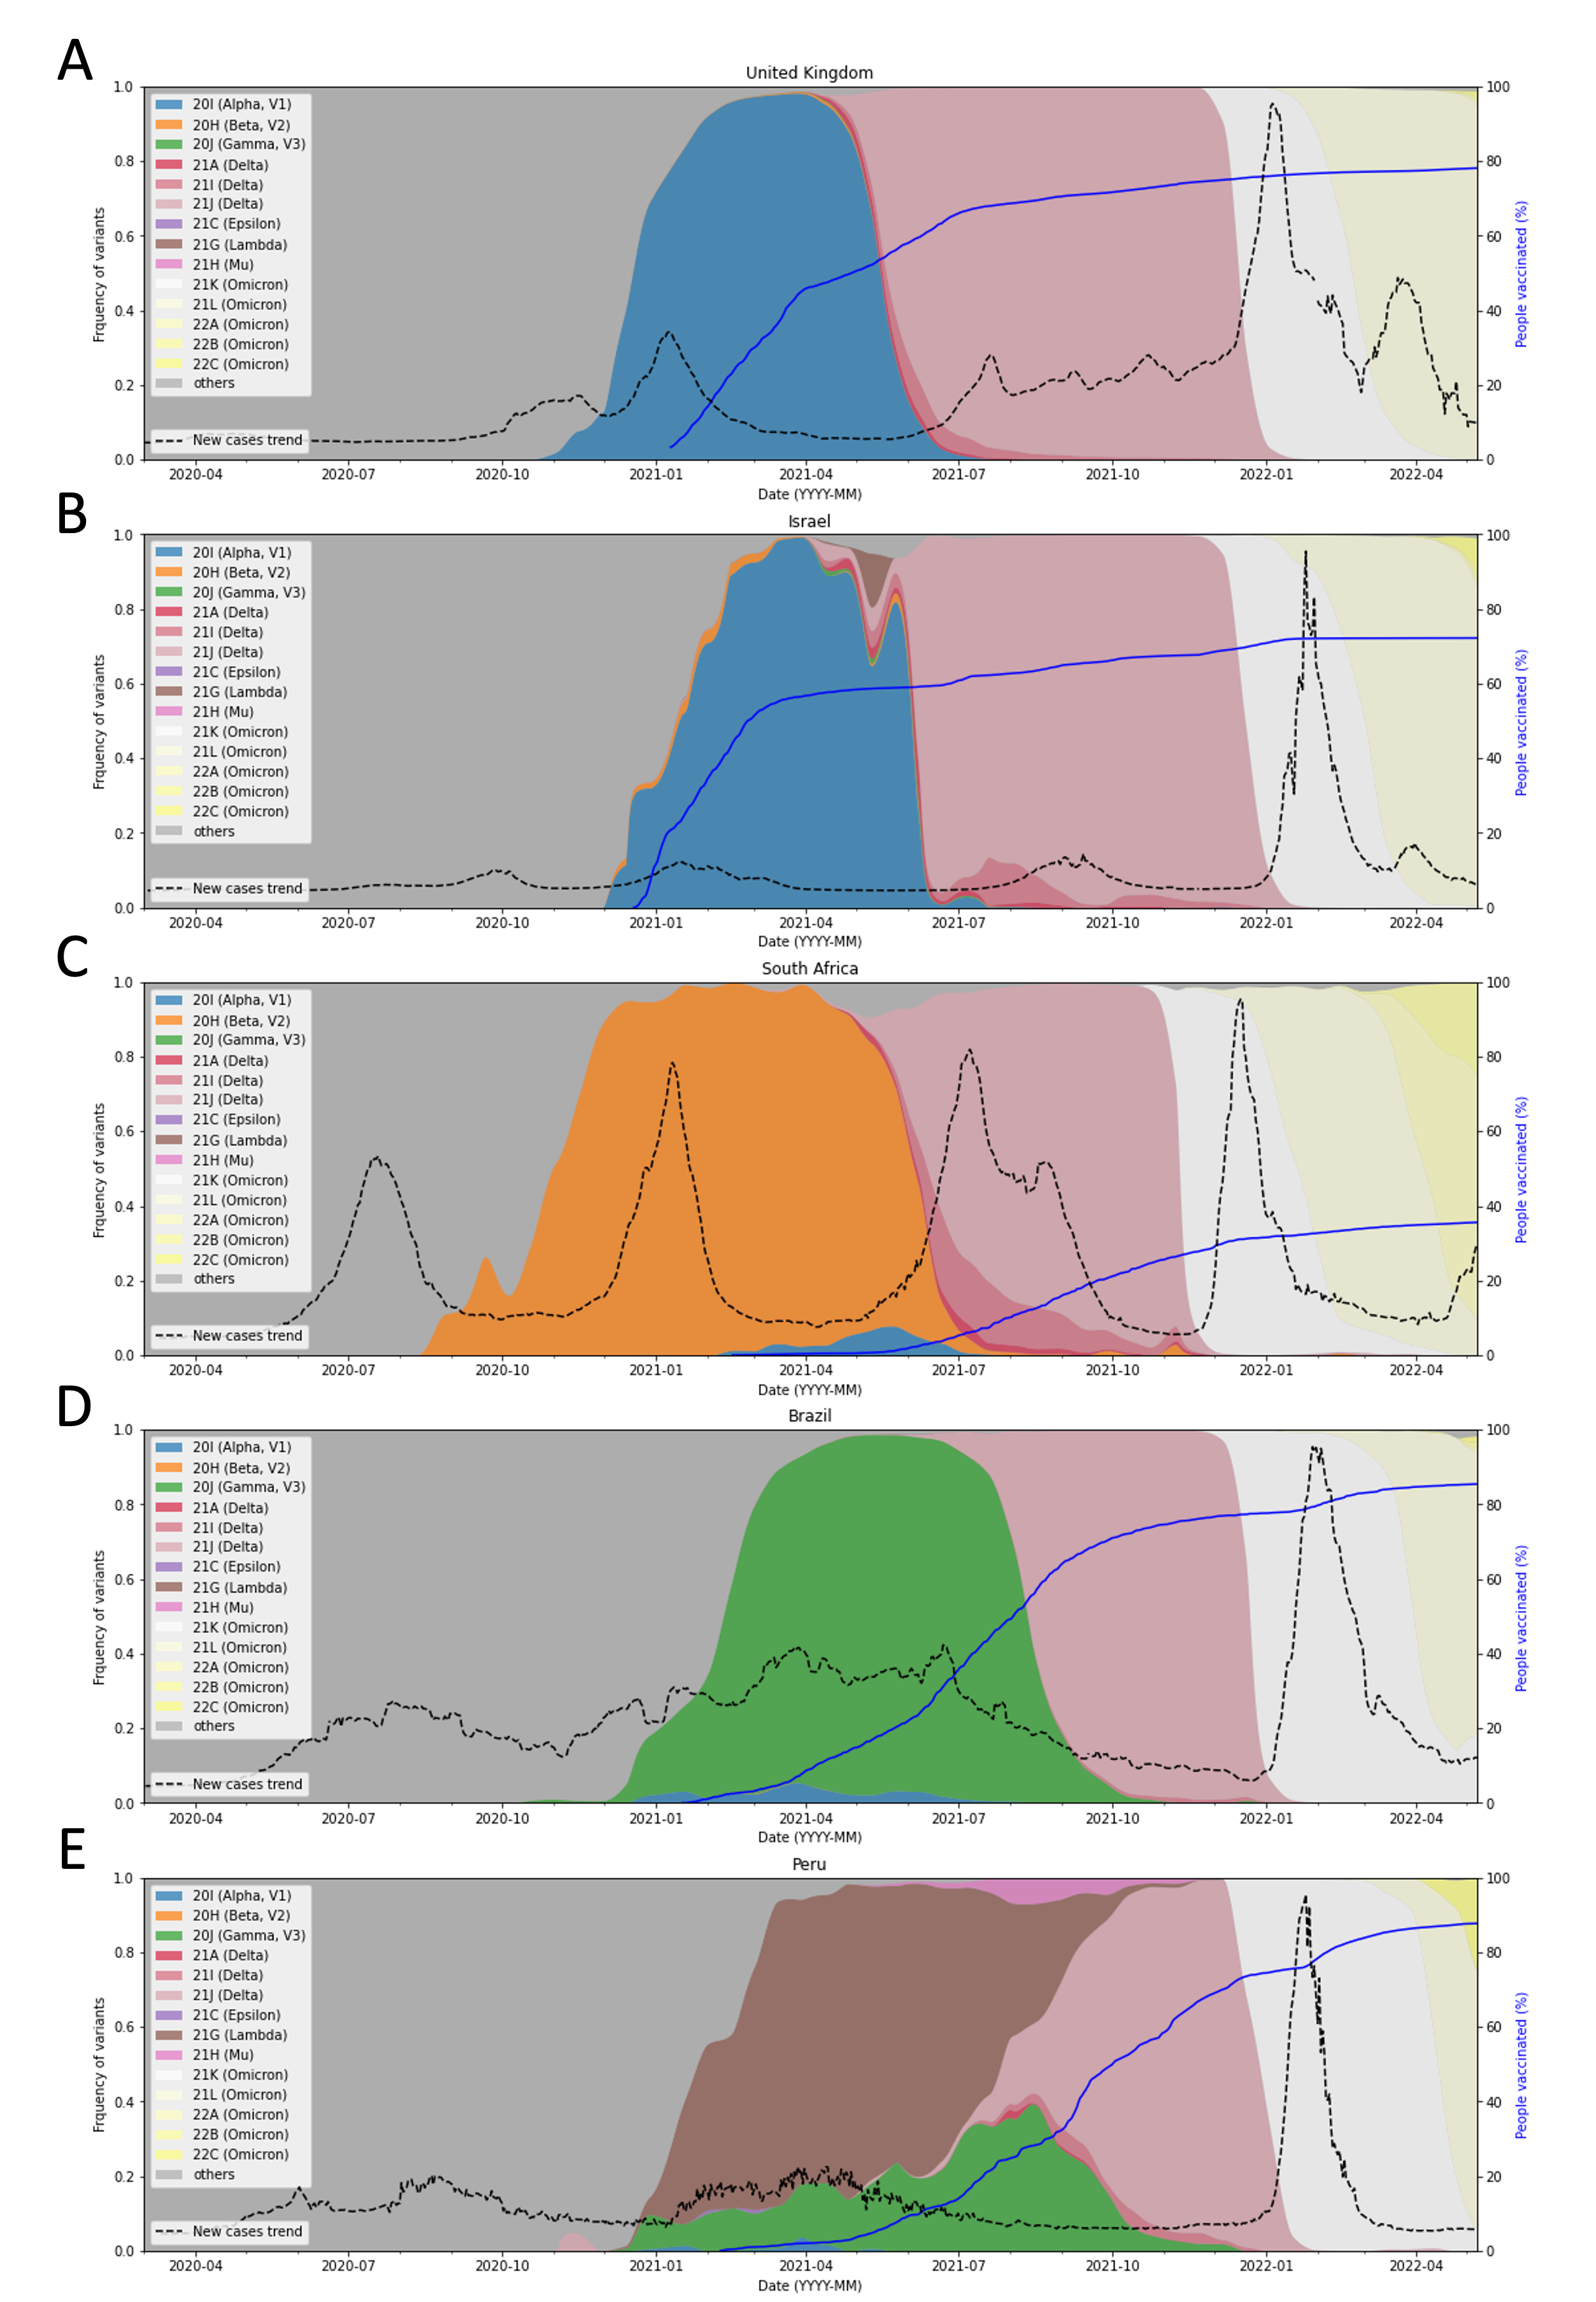 A
United Kingdom
1.0
0.8
0.6
0.4
0.2
0.0
Frquency of variants
20I (Alpha, V1)
20H (Beta, V2)
20J (Gamma, V3)
21A (Delta)
21I (Delta)
21J (Delta)
21C (Epsilon)
21G (Lambda)
21H (Mu)
21K (Omicron)
21L (Omicron)
22A (Omicron)
22B (Omicron)
22C (Omicron)
others
New cases trend
100
80
60
40
20
0
People vaccinated (%)
2020-04 2020-07 2020-10 2021-01 2021-04 2021-07 2021-10 2022-01 2022-04
Date (YYYY-MM)
B
Israel
1.0
0.8
0.6
0.4
0.2
0.0
Frquency of variants
20I (Alpha, V1)
20H (Beta, V2)
20J (Gamma, V3)
21A (Delta)
21I (Delta)
21J (Delta)
21C (Epsilon)
21G (Lambda)
21H (Mu)
21K (Omicron)
21L (Omicron)
22A (Omicron)
22B (Omicron)
22C (Omicron)
others
New cases trend
100
80
60
40
20
0
People vaccinated (%)
2020-04 2020-07 2020-10 2021-01 2021-04 2021-07 2021-10 2022-01 2022-04
Date (YYYY-MM)
C
South Africa
1.0
0.8
0.6
0.4
0.2
0.0
Frquency of variants
20I (Alpha, V1)
20H (Beta, V2)
20J (Gamma, V3)
21A (Delta)
21I (Delta)
21J (Delta)
21C (Epsilon)
21G (Lambda)
21H (Mu)
21K (Omicron)
21L (Omicron)
22A (Omicron)
22B (Omicron)
22C (Omicron)
others
New cases trend
100
80
60
40
20
0
People vaccinated (%)
2020-04 2020-07 2020-10 2021-01 2021-04 2021-07 2021-10 2022-01 2022-04
Date (YYYY-MM)
D
Brazil
1.0
0.8
0.6
0.4
0.2
0.0
Frquency of variants
20I (Alpha, V1)
20H (Beta, V2)
20J (Gamma, V3)
21A (Delta)
21I (Delta)
21J (Delta)
21C (Epsilon)
21G (Lambda)
21H (Mu)
21K (Omicron)
21L (Omicron)
22A (Omicron)
22B (Omicron)
22C (Omicron)
others
New cases trend
100
80
60
40
20
0
People vaccinated (%)
2020-04 2020-07 2020-10 2021-01 2021-04 2021-07 2021-10 2022-01 2022-04
Date (YYYY-MM)
E
Peru
1.0
0.8
0.6
0.4
0.2
0.0
Frquency of variants
20I (Alpha, V1)
20H (Beta, V2)
20J (Gamma, V3)
21A (Delta)
21I (Delta)
21J (Delta)
21C (Epsilon)
21G (Lambda)
21H (Mu)
21K (Omicron)
21L (Omicron)
22A (Omicron)
22B (Omicron)
22C (Omicron)
others
New cases trend
100
80
60
40
20
0
People vaccinated (%)
2020-04 2020-07 2020-10 2021-01 2021-04 2021-07 2021-10 2022-01 2022-04
Date (YYYY-MM)